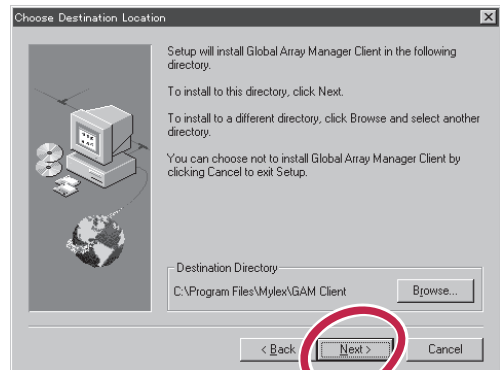 Choose Destination Location
Setup will install Global Array Manager Client in the following
directory.
To install to this directory, click Next.
To install to a different directory, click Browse and select another
directory.
You can choose not to install Global Array Manager Client by
clicking Cancel to exit Setup.
Destination Directory
C:\Program Files\Mylex\GAM Client
Browse...
< Back
Next >
Cancel